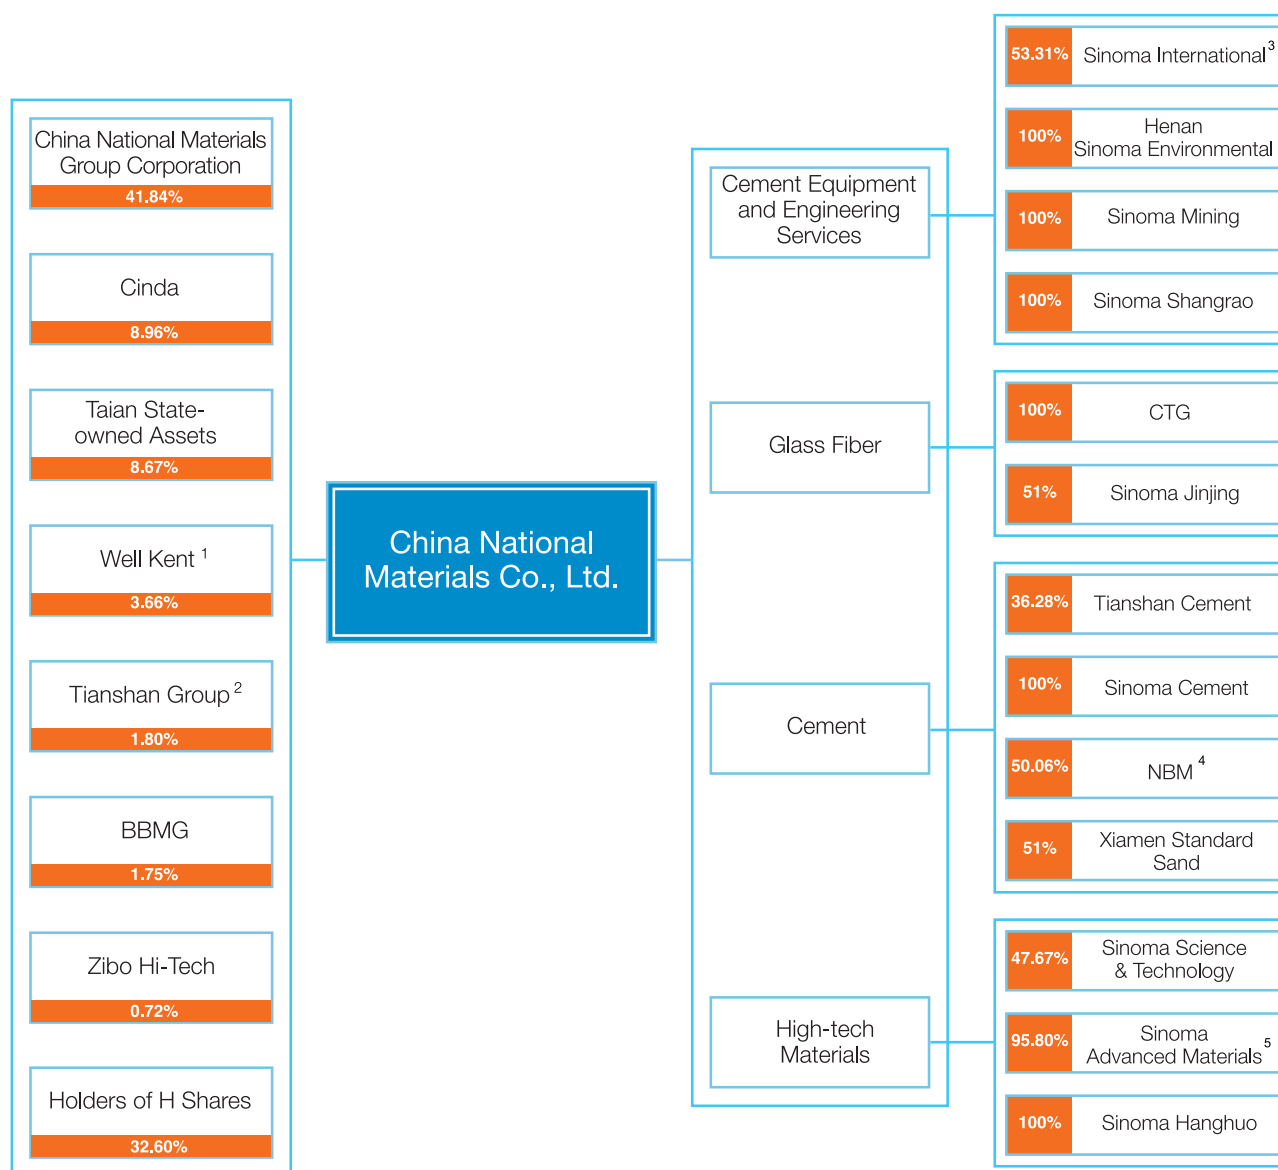 China National Materials
Group Corporation
41.84%
Cinda
8.96%
Taian State-
owned Assets
8.67%
Well Kent 1
3.66%
Tianshan Group 2
1.80%
BBMG
1.75%
Zibo Hi-Tech
0.72%
Holders of H Shares
32.60%
China National
Materials Co., Ltd.
Cement Equipment
and Engineering
Services
Glass Fiber
Cement
High-tech
Materials
53.31% Sinoma International 3
100% Henan
Sinoma Environmental
100% Sinoma Mining
100% Sinoma Shangrao
100% CTG
51% Sinoma Jinjing
36.28% Tianshan Cement
100% Sinoma Cement
50.06% NBM 4
51% Xiamen Standard
Sand
47.67% Sinoma Science
& Technology
95.80% Sinoma
Advanced Materials 5
100% Sinoma Hanghuo